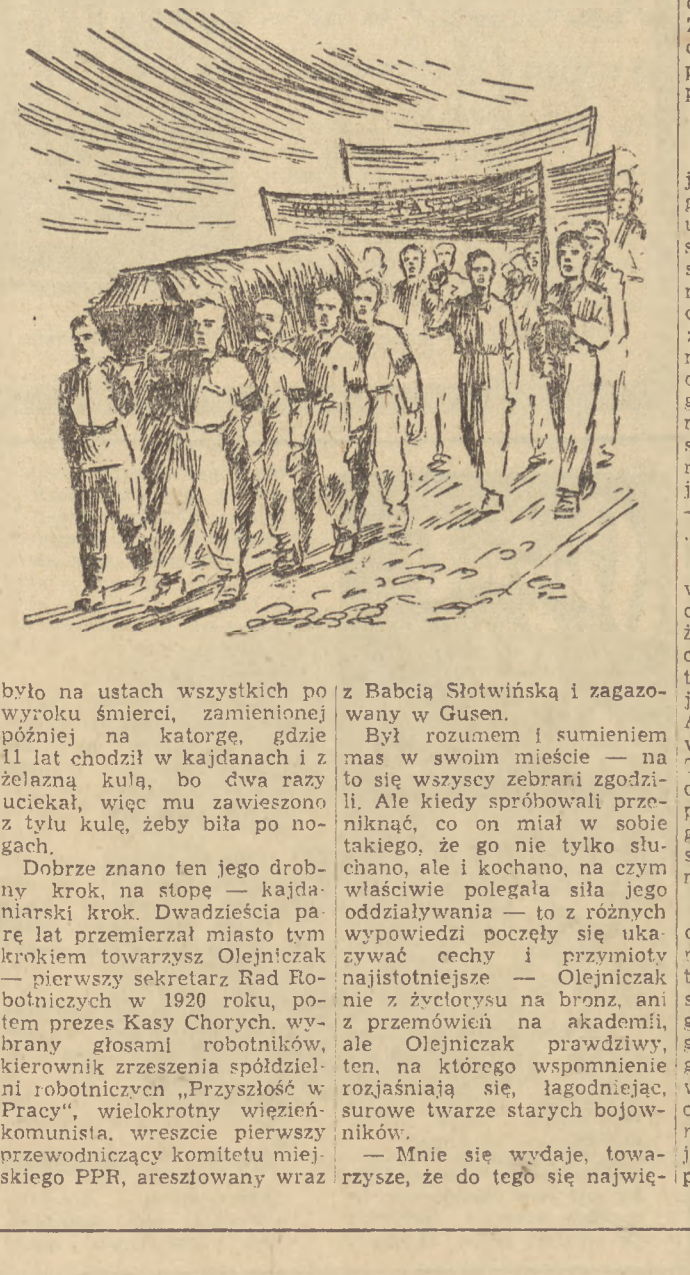 było na ustach wszystkich po
wyroku śmierci, zamienionej
później na katorgę, gdzie
11 lat chodził w kajdanach i z
żelazną kulą, bo dwa razy
uciekał, więc mu zawieszono
z tyłu kulę, żeby biła po no-
gach.
Dobrze znano ten jego drob-
ny krok, na stopę — kajda-
niarski krok. Dwadzieścia pa-
rę lat przemierzał miasto tym
krokiem towarzysz Olejniczak
— pierwszy sekretarz Rad Ro-
botniczych w 1920 roku, po-
tem prezes Kasy Chorych, wy-
brany głosami robotników,
kierownik zrzeszenia spółdziel-
ni robotniczych „Przyszłość w
Pracy“, wielokrotny więzień-
komunista, wreszcie pierwszy
przewodniczący komitetu miej-
skiego PPR, aresztowany wraz
z Babcią Słotwińską i zagazo-
wany w Gusen.
Był rozumem i sumieniem
mas w swoim mieście — na
to się wszyscy zebrani zgodzi-
li. Ale kiedy spróbowali prze-
niknąć, co on miał w sobie
takiego, że go nie tylko słu-
chano, ale i kochano, na czym
właściwie polegała siła jego
oddziaływania — to z różnych
wypowiedzi poczęły się uka-
zywać cechy i przymioty
najistotniejsze — Olejniczak
nie z życiorysu na bronz, ani
z przemówień na akademii,
ale Olejniczak prawdziwy,
ten, na którego wspomnienie
rozjaśniają się, łagodniejąc,
surowe twarze starych bojow-
ników.
— Mnie się wydaje, towa-
rzysze, że do tego się najwię-